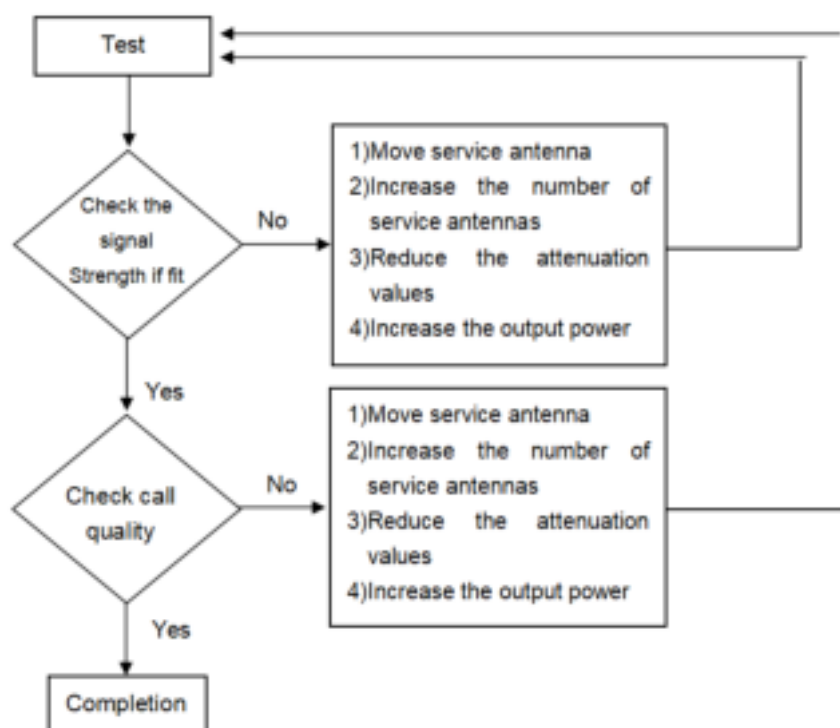 Test
Check the
signal
Strength if fit
No
1)Move service antenna
2)Increase the number of
service antennas
3)Reduce the attenuation
values
4)Increase the output power
Yes
Check call
quality
No
1)Move service antenna
2)Increase the number of
service antennas
3)Reduce the attenuation
values
4)Increase the output power
Yes
Completion